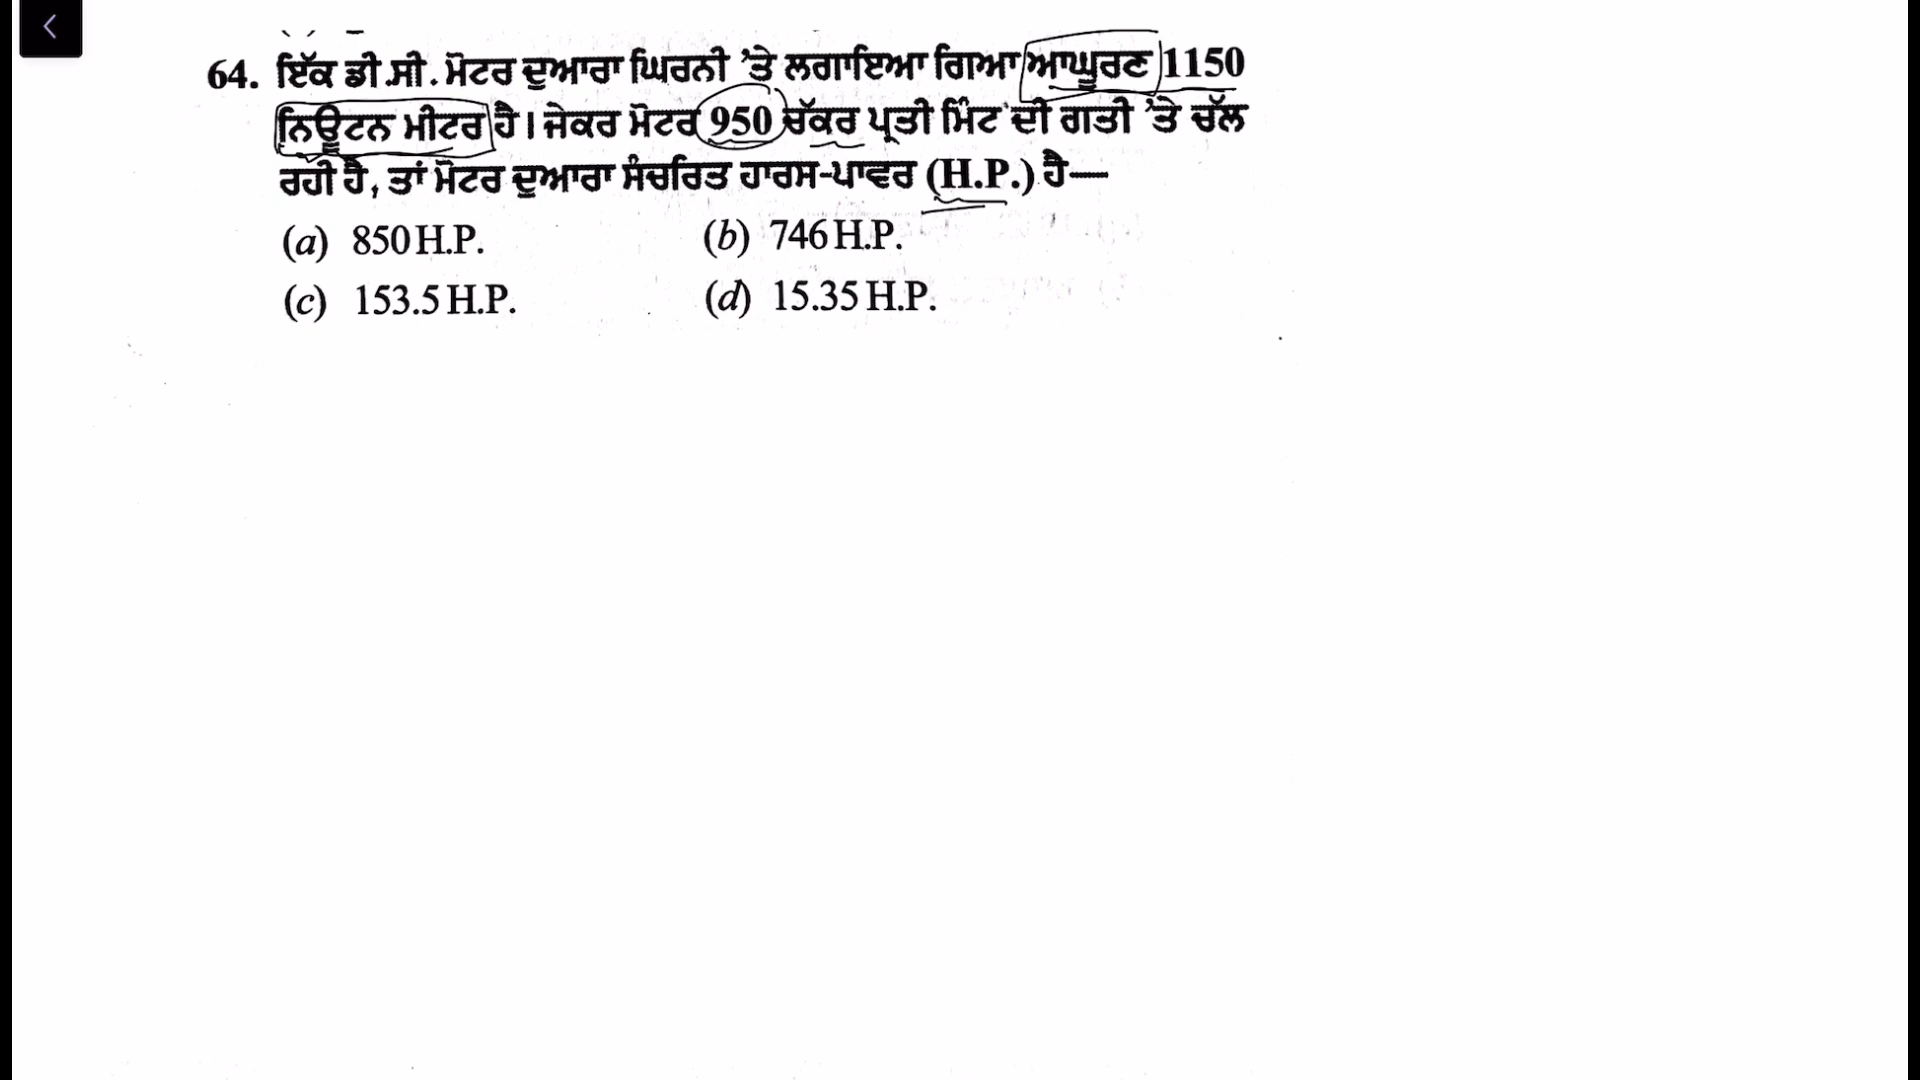 64. ਇੱਕ ਡੀ.ਸੀ. ਮੋਟਰ ਦੁਆਰਾ ਘਿਰਨੀ ’ਤੇ ਲਗਾਇਆ ਗਿਆ ਆਘੂਰਣ 1150
ਨਿਊਟਨ ਮੀਟਰ ਹੈ। ਜੇਕਰ ਮੋਟਰ 950 ਚੱਕਰ ਪ੍ਰਤੀ ਮਿੰਟ ਦੀ ਗਤੀ ’ਤੇ ਚੱਲ
ਰਹੀ ਹੈ, ਤਾਂ ਮੋਟਰ ਦੁਆਰਾ ਸੰਚਰਿਤ ਹਾਰਸ-ਪਾਵਰ (H.P.) ਹੈ—
(a) 850 H.P. (b) 746 H.P.
(c) 153.5 H.P. (d) 15.35 H.P.